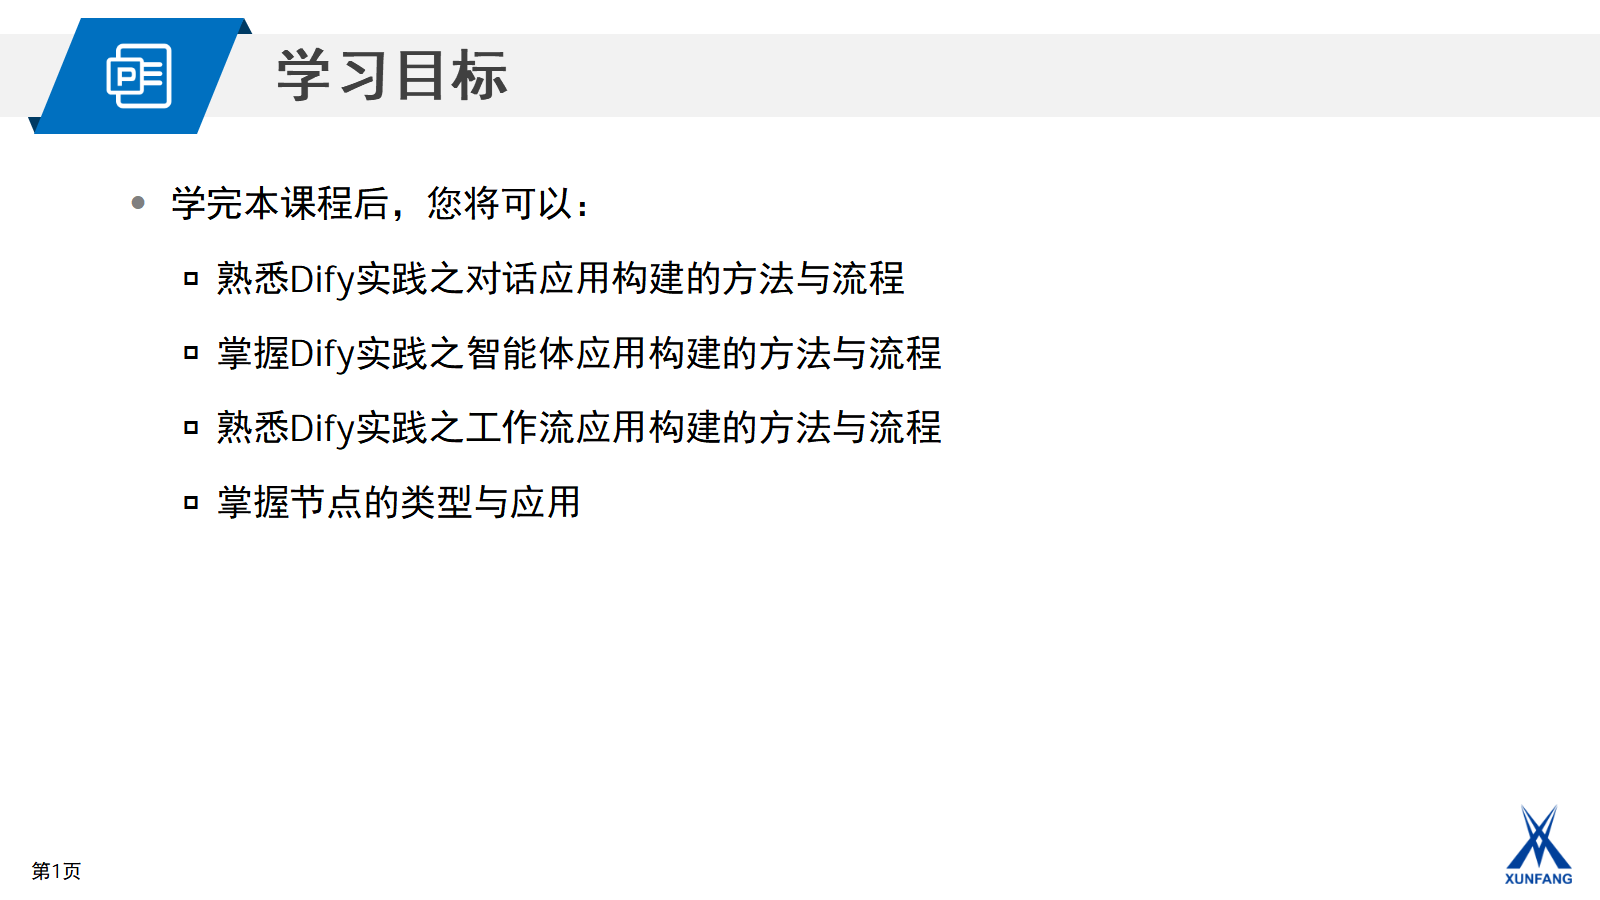 学习目标
学完本课程后，您将可以：
熟悉Dify实践之对话应用构建的方法与流程
掌握Dify实践之智能体应用构建的方法与流程
熟悉Dify实践之工作流应用构建的方法与流程
掌握节点的类型与应用
第1页
XUNFANG